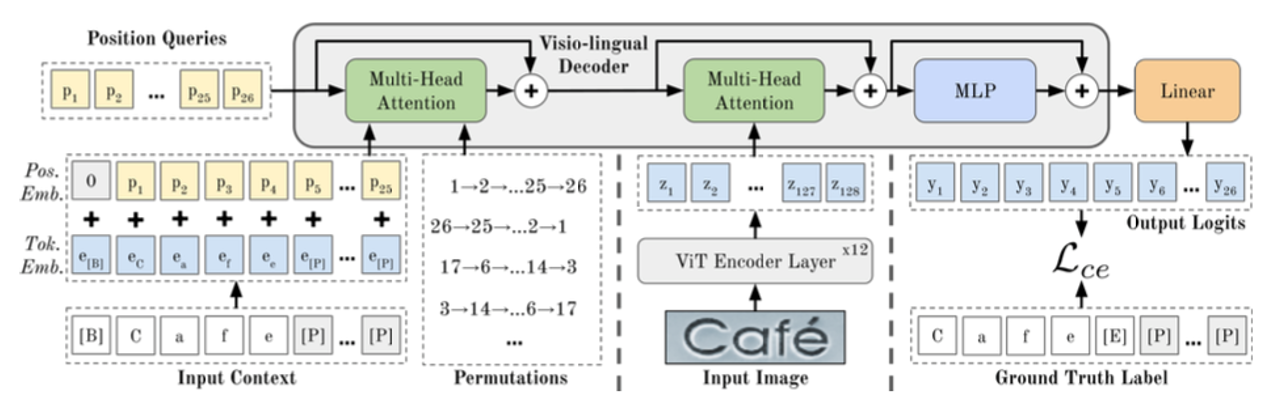 Position Queries
p1 p2 ... p25 p26
Multi-Head Attention
+
Visio-lingual Decoder
Multi-Head Attention
+
MLP
+
Linear
Pos. Emb.
0 p1 p2 p3 p4 p5 ... p25
+ + + + + + +
Tok. Emb.
e[B] eC ea ef ee e[P] ... e[P]
[B] C a f e [P] ... [P]
Input Context
1→2→...25→26
26→25→...2→1
17→6→...14→3
3→14→...6→17
...
Permutations
z1 z2 ... z127 z128
ViT Encoder Layer x12
Café
Input Image
y1 y2 y3 y4 y5 y6 ... y26
Output Logits
ℒce
C a f e [E] [P] ... [P]
Ground Truth Label